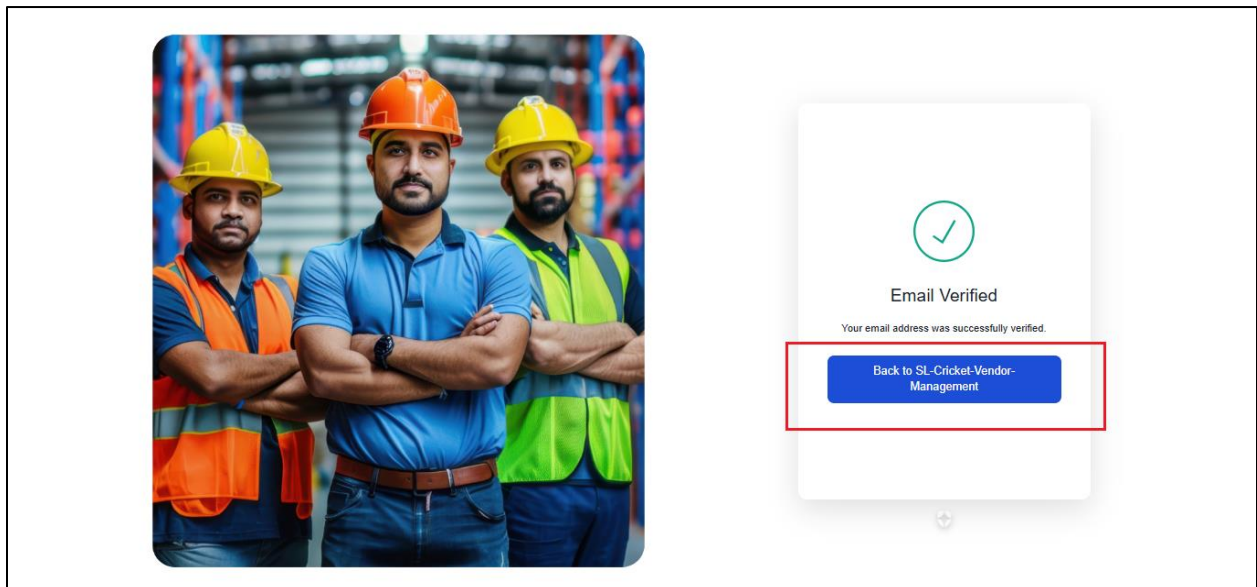 Email Verified
Your email address was successfully verified.
Back to SL-Cricket-Vendor-
Management